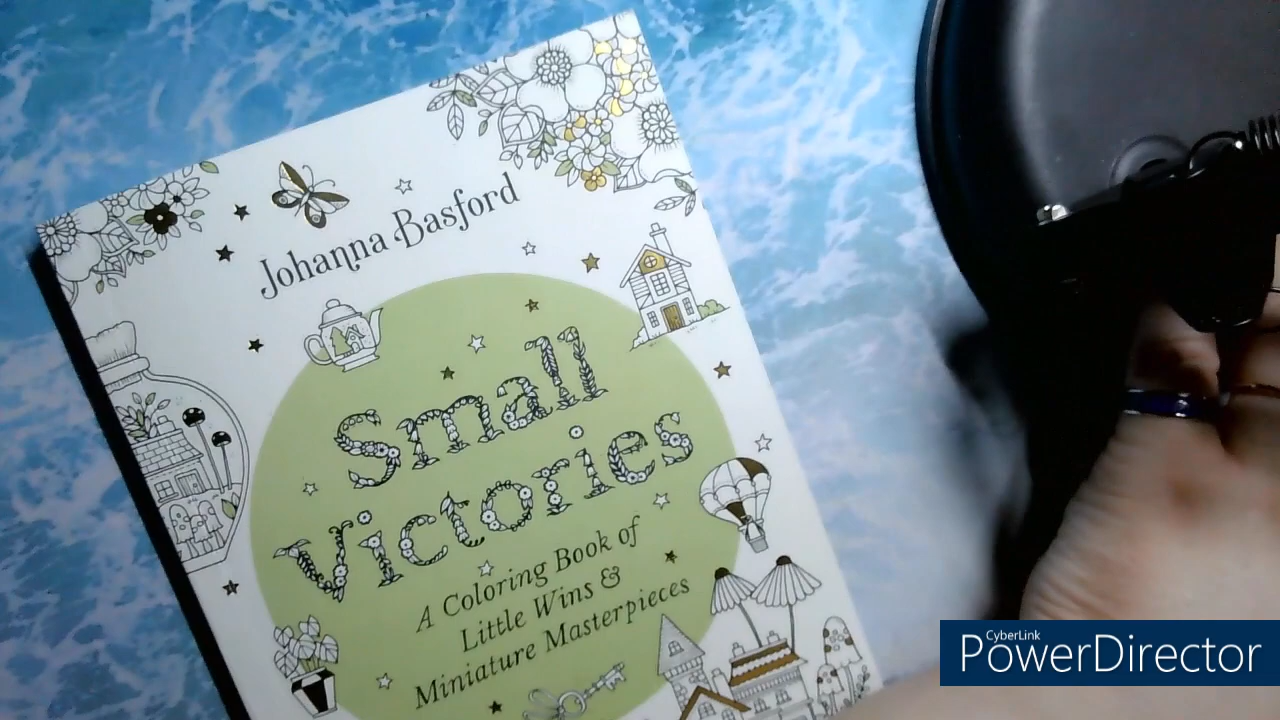 Johanna Basford
Small
Victories
A Coloring Book of
Little Wins &
Miniature Masterpieces
CyberLink
PowerDirector